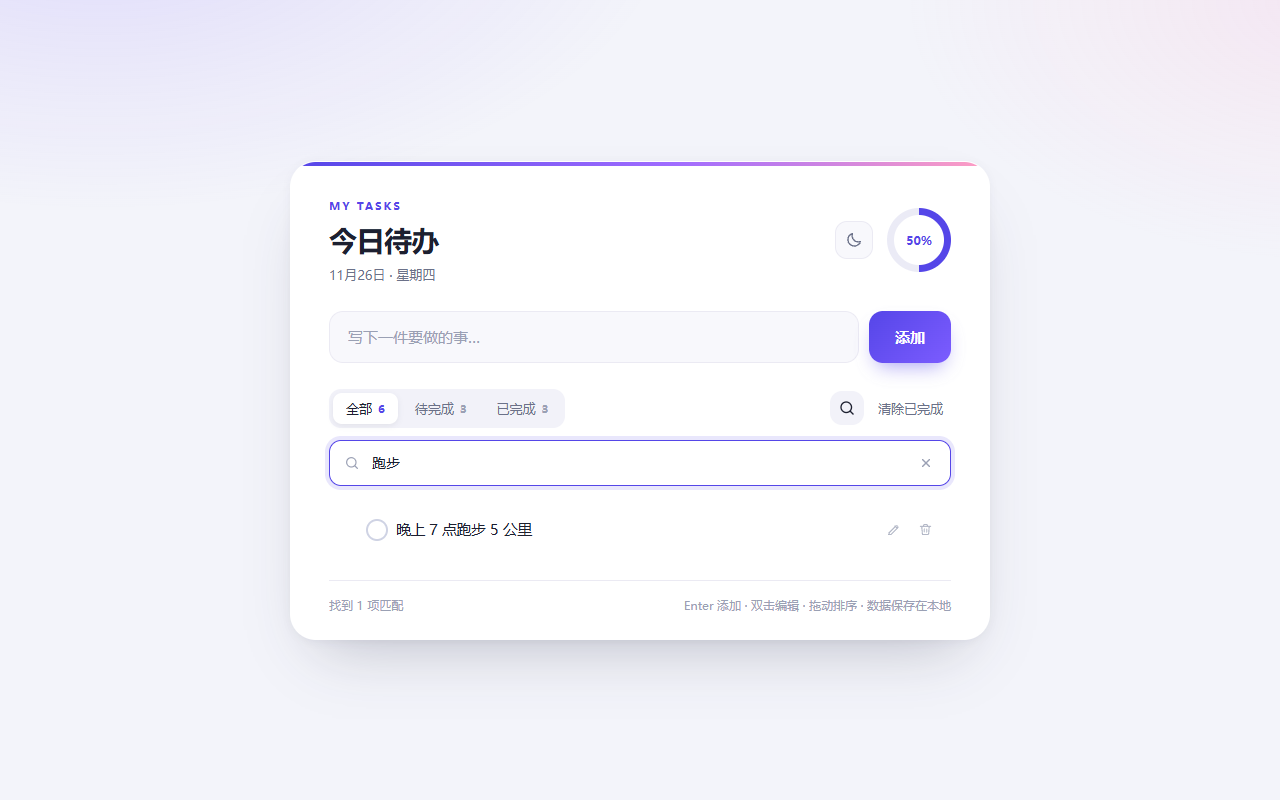 MY TASKS
今日待办
11月26日 · 星期四
50%
写下一件要做的事...
添加
全部 6 待完成 3 已完成 3
清除已完成
跑步
晚上 7 点跑步 5 公里
找到 1 项匹配
Enter 添加 · 双击编辑 · 拖动排序 · 数据保存在本地